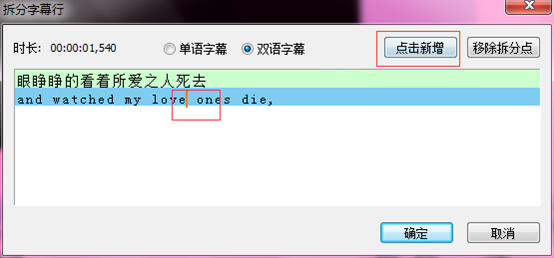 拆分字幕行
时长: 00:00:01,540 单语字幕 双语字幕 点击新增 移除拆分点
眼睁睁的看着所爱之人死去
and watched my love ones die,
确定 取消